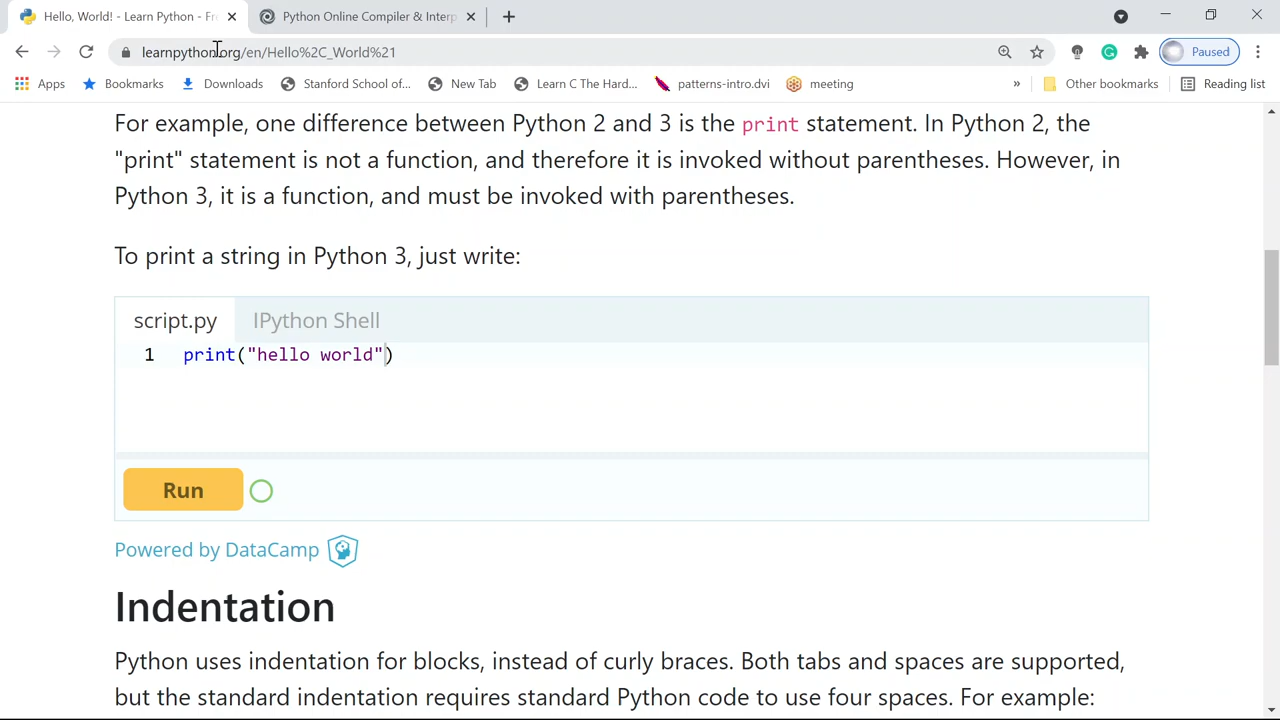 Hello, World! - Learn Python - Fr
Python Online Compiler & Interp
learnpython.org/en/Hello%2C_World%21
Paused
Apps
Bookmarks
Downloads
Stanford School of...
New Tab
Learn C The Hard...
patterns-intro.dvi
meeting
»
Other bookmarks
Reading list
For example, one difference between Python 2 and 3 is the print statement. In Python 2, the
"print" statement is not a function, and therefore it is invoked without parentheses. However, in
Python 3, it is a function, and must be invoked with parentheses.
To print a string in Python 3, just write:
script.py
IPython Shell
1 print("hello world")
Run
Powered by DataCamp
Indentation
Python uses indentation for blocks, instead of curly braces. Both tabs and spaces are supported,
but the standard indentation requires standard Python code to use four spaces. For example: